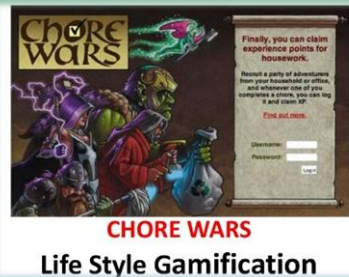 CHORE
WARS
Finally, you can claim
experience points for
housework.
Recruit a party of adventurers
from your household or office,
and whenever one of you
completes a chore, you can log
it and claim XP.
Find out more.
Username:
Password:
Login
CHORE WARS
Life Style Gamification